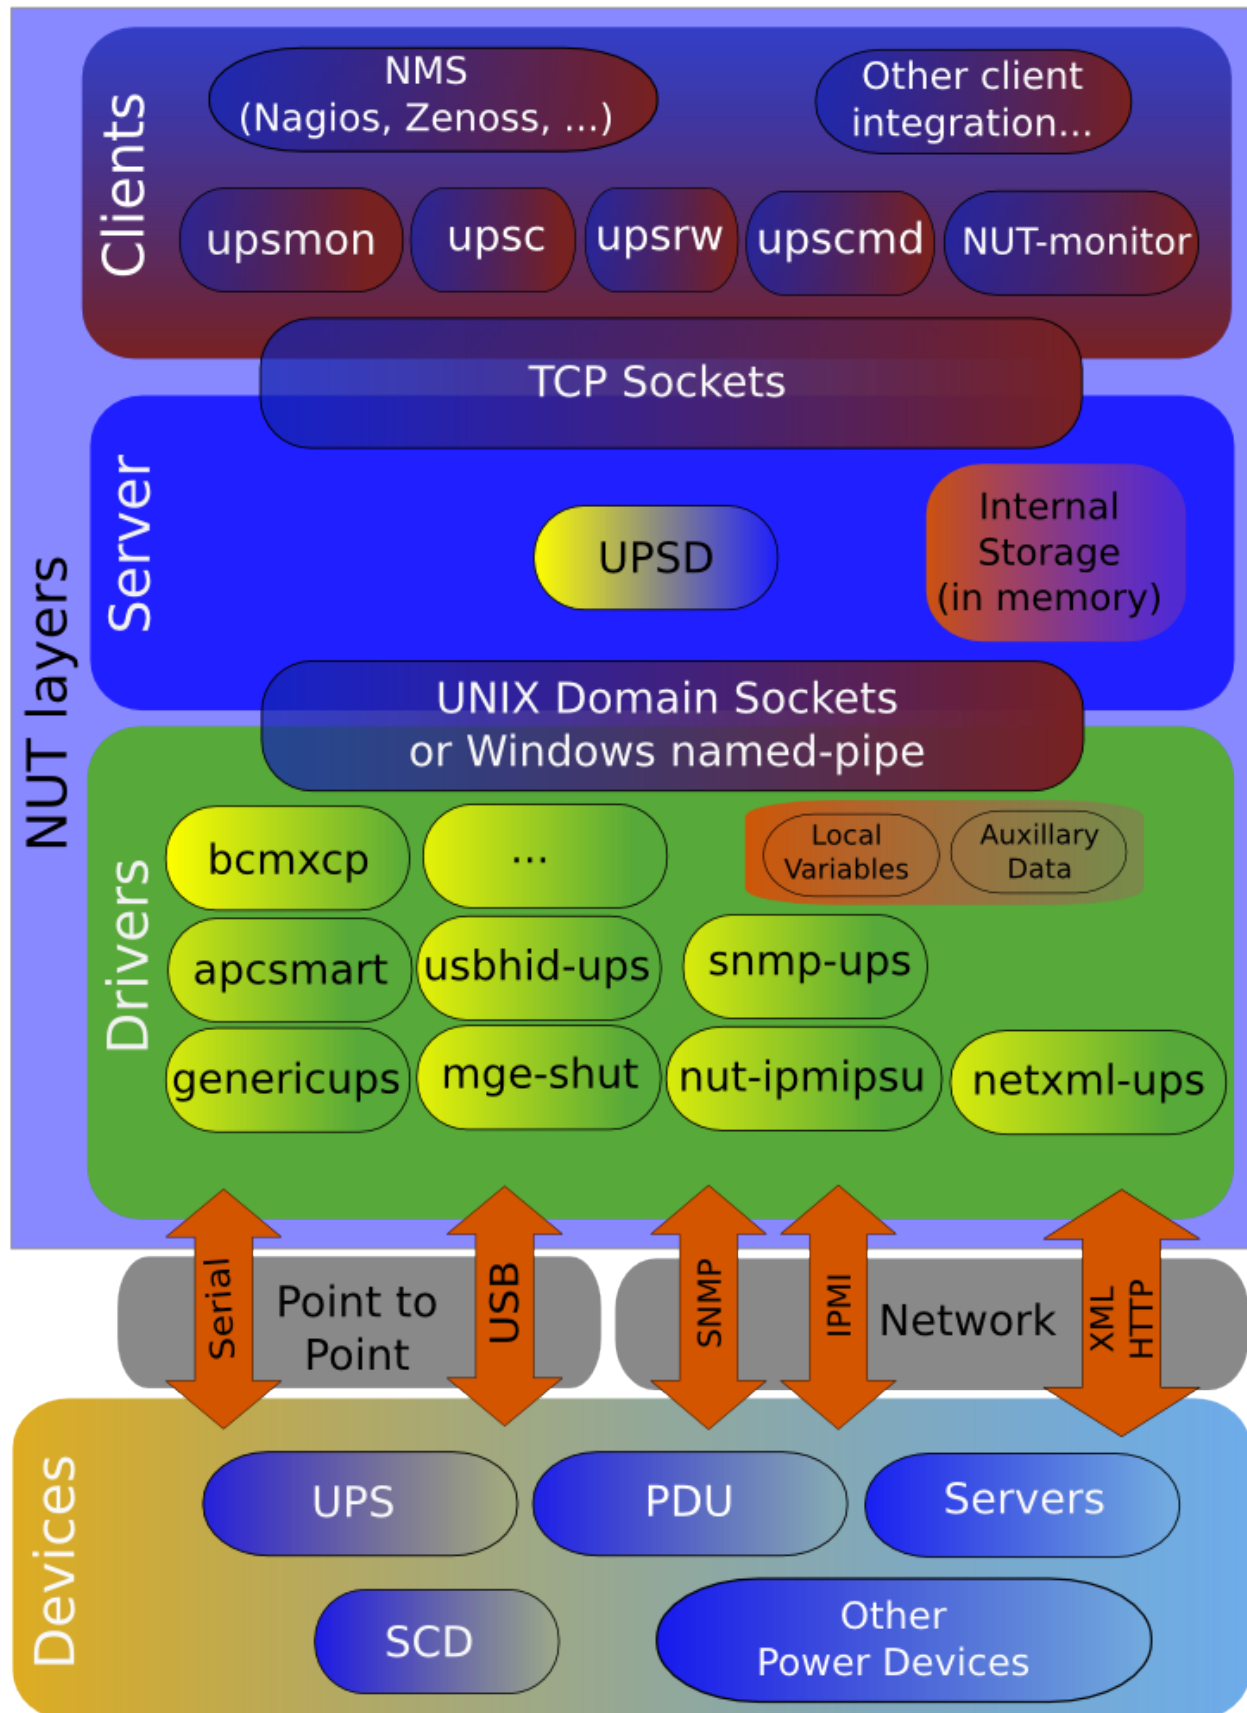 NUT layers
Clients
NMS
(Nagios, Zenoss, ...)
Other client
integration...
upsmon
upsc
upsrw
upscmd
NUT-monitor
TCP Sockets
Server
UPSD
Internal
Storage
(in memory)
UNIX Domain Sockets
or Windows named-pipe
Drivers
bcmxcp
...
Local
Variables
Auxillary
Data
apcsmart
usbhid-ups
snmp-ups
genericups
mge-shut
nut-ipmipsu
netxml-ups
Serial
Point to
Point
USB
SNMP
IPMI
Network
XML
HTTP
Devices
UPS
PDU
Servers
SCD
Other
Power Devices